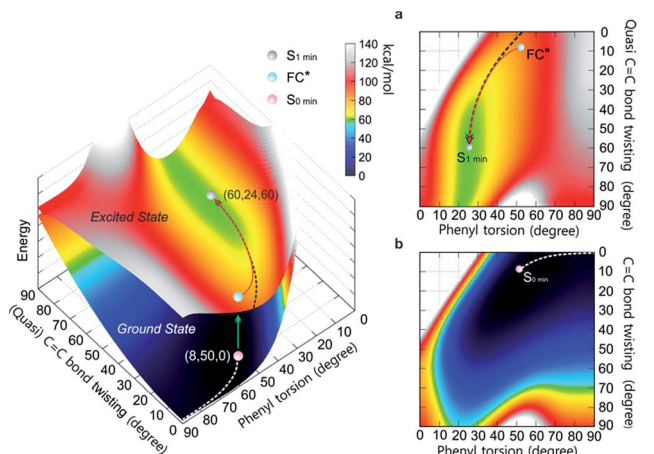 S1 min
FC*
S0 min
140
120
100
80
60
40
20
0
kcal/mol
(60,24,60)
Excited State
Ground State
(8,50,0)
Energy
90
80
70
60
50
40
30
20
10
0
(Quasi) C=C bond twisting (degree)
90
80
70
60
50
40
30
20
10
0
Phenyl torsion (degree)
a
FC*
S1 min
0
10
20
30
40
50
60
70
80
90
Quasi C=C bond twisting (degree)
0 10 20 30 40 50 60 70 80 90
Phenyl torsion (degree)
b
S0 min
0
10
20
30
40
50
60
70
80
90
C=C bond twisting (degree)
0 10 20 30 40 50 60 70 80 90
Phenyl torsion (degree)